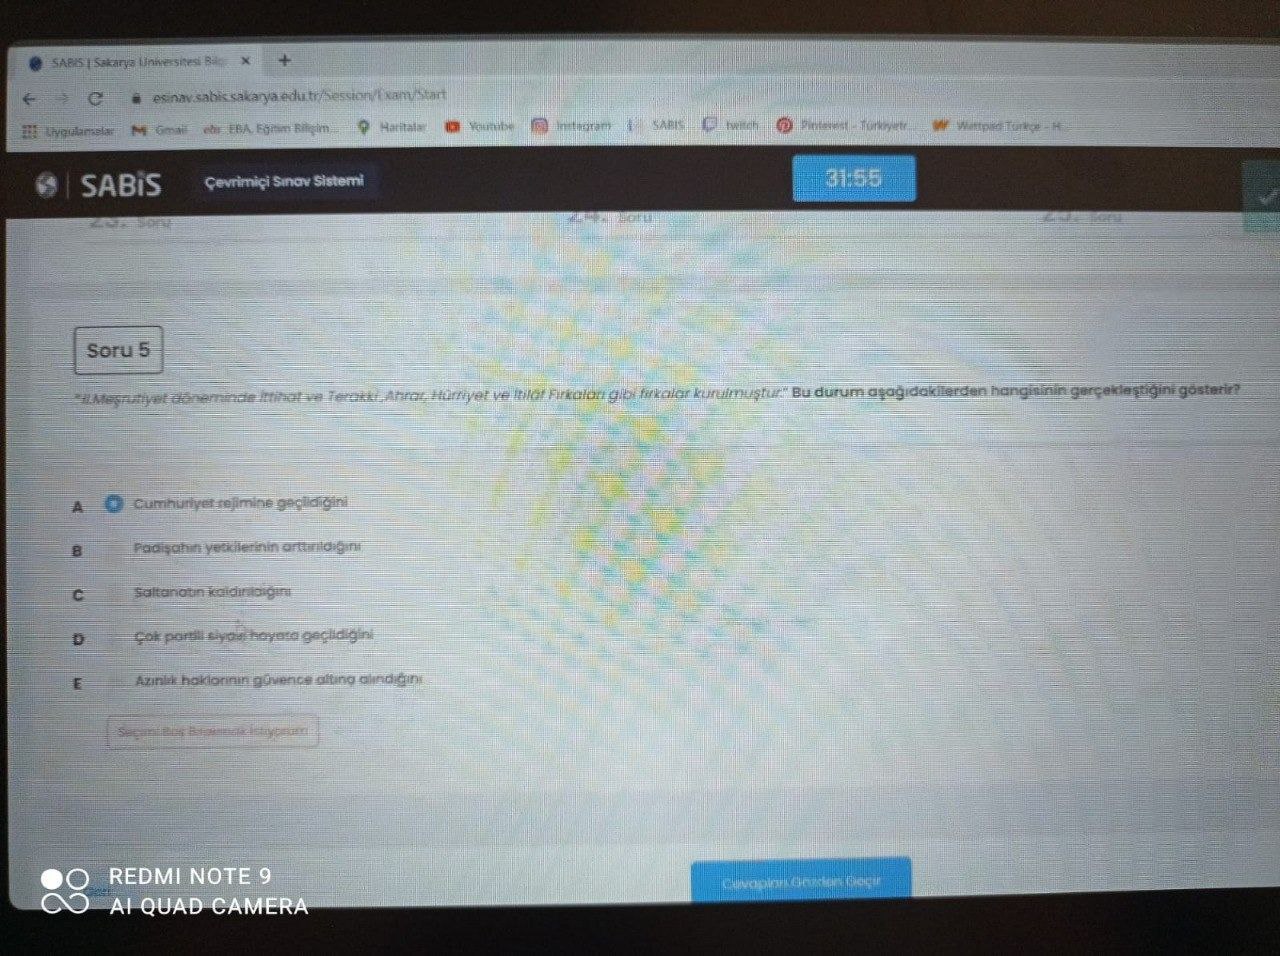 SABİS | Sakarya Üniversitesi Bilg
esinav.sabis.sakarya.edu.tr/Session/Exam/Start
Uygulamalar Gmail ebs EBA, Eğitim Bilişim... Haritalar Youtube Instagram SABIS twitch Pinterest - Türkiye'... Wattpad Türkçe - H...
SABİS Çevrimiçi Sınav Sistemi 31:55
23. Soru 24. Soru 25. Soru
Soru 5
"II.Meşrutiyet döneminde İttihat ve Terakki ,Ahrar, Hürriyet ve İtilâf Fırkaları gibi fırkalar kurulmuştur." Bu durum aşağıdakilerden hangisinin gerçekleştiğini gösterir?
A Cumhuriyet rejimine geçildiğini
B Padişahın yetkilerinin arttırıldığını
C Saltanatın kaldırıldığını
D Çok partili siyasi hayata geçildiğini
E Azınlık haklarının güvence altına alındığını
Seçimi Boş Bırakmak İstiyorum
Cevapları Gözden Geçir
REDMI NOTE 9
AI QUAD CAMERA